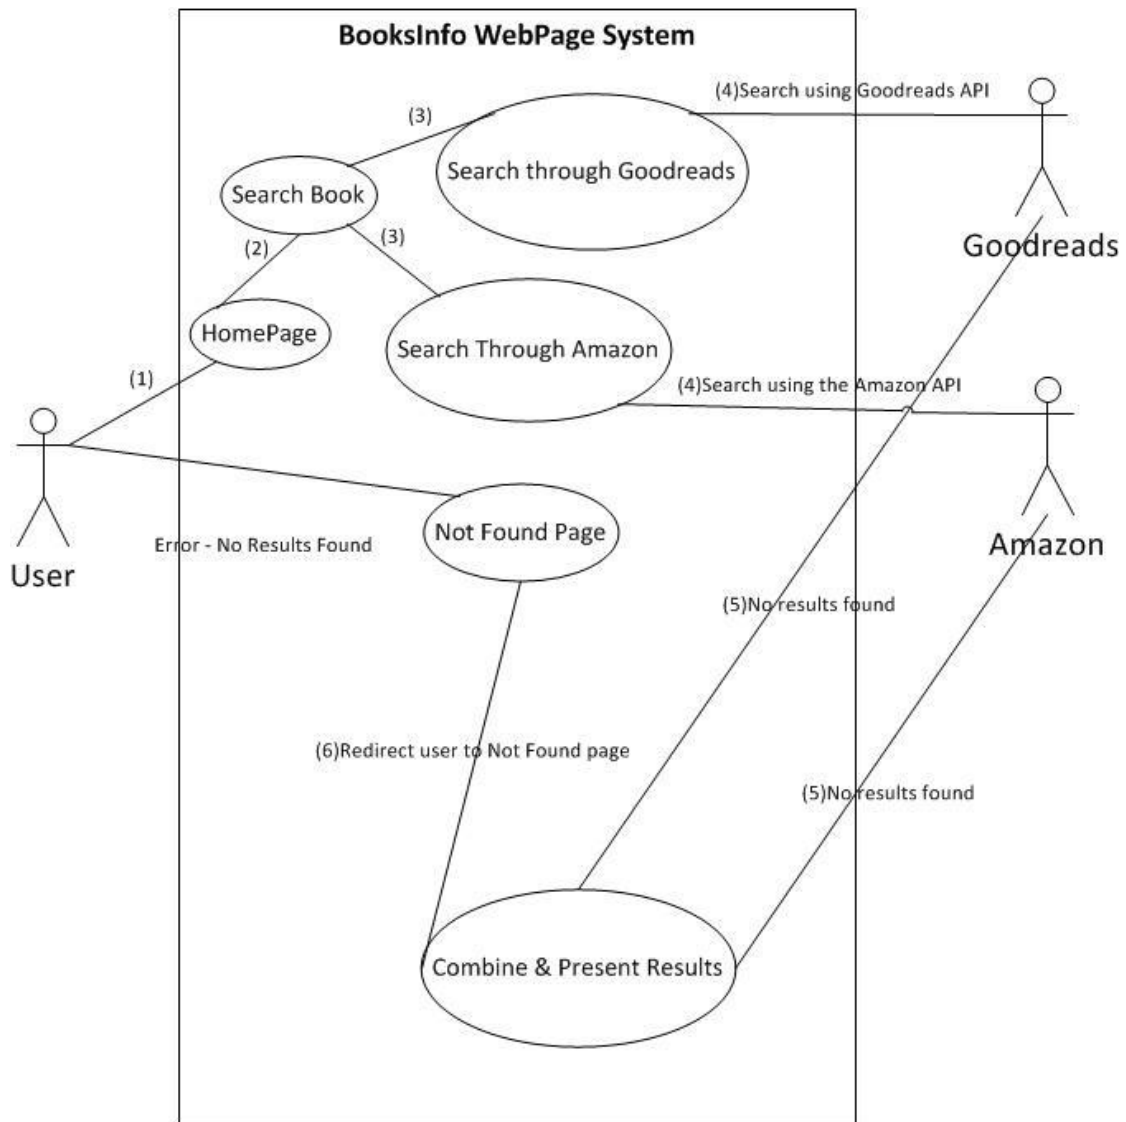 BooksInfo WebPage System
(4)Search using Goodreads API
(3)
Search through Goodreads
Search Book
(3)
(2)
Goodreads
HomePage
Search Through Amazon
(1)
(4)Search using the Amazon API
Not Found Page
Error - No Results Found
Amazon
User
(5)No results found
(6)Redirect user to Not Found page
(5)No results found
Combine & Present Results